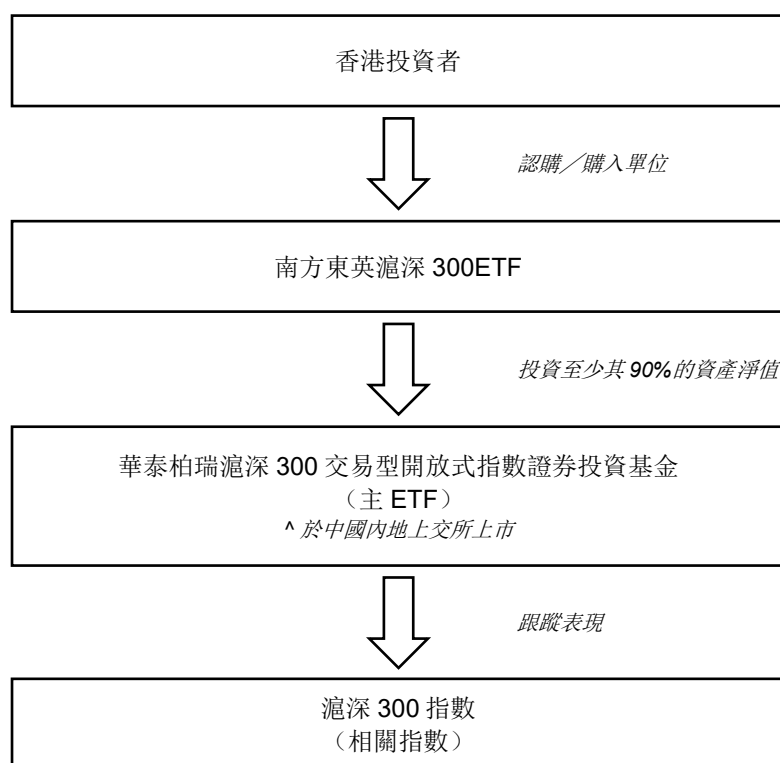 香港投資者
認購／購入單位
南方東英滬深 300ETF
投資至少其 90%的資產淨值
華泰柏瑞滬深 300 交易型開放式指數證券投資基金
（主 ETF）
^ 於中國內地上交所上市
跟蹤表現
滬深 300 指數
（相關指數）